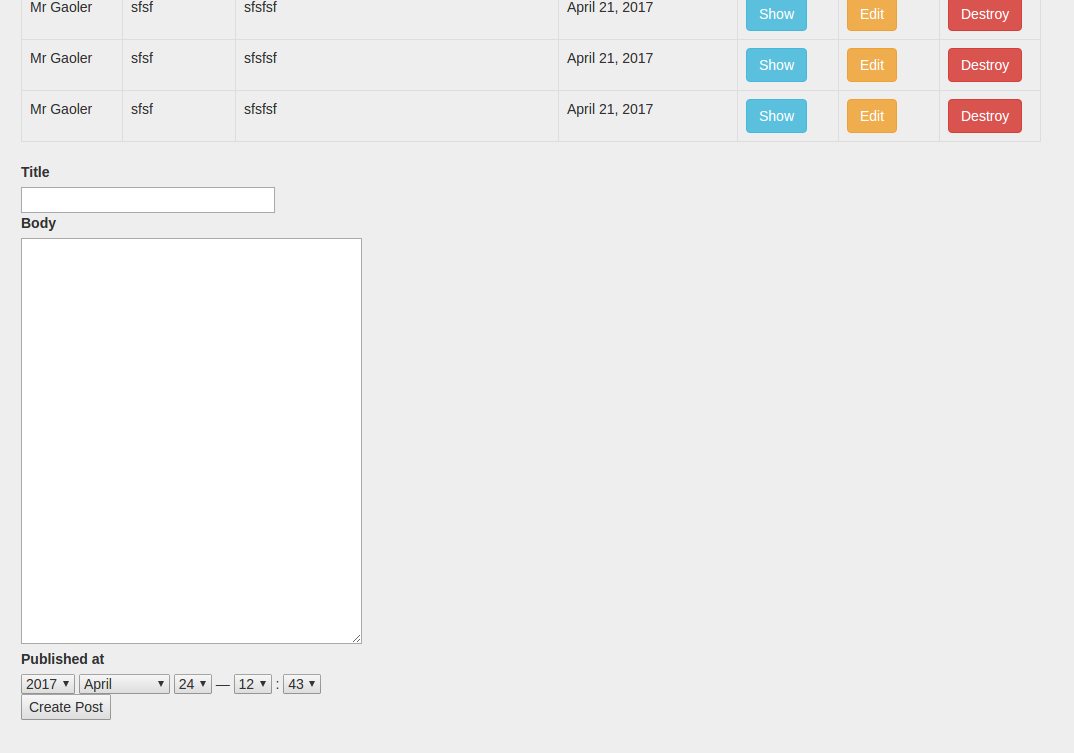 Mr Gaoler sfsf sfsfsf April 21, 2017 Show Edit Destroy
Mr Gaoler sfsf sfsfsf April 21, 2017 Show Edit Destroy
Mr Gaoler sfsf sfsfsf April 21, 2017 Show Edit Destroy
Title
Body
Published at
2017 April 24 — 12 : 43
Create Post